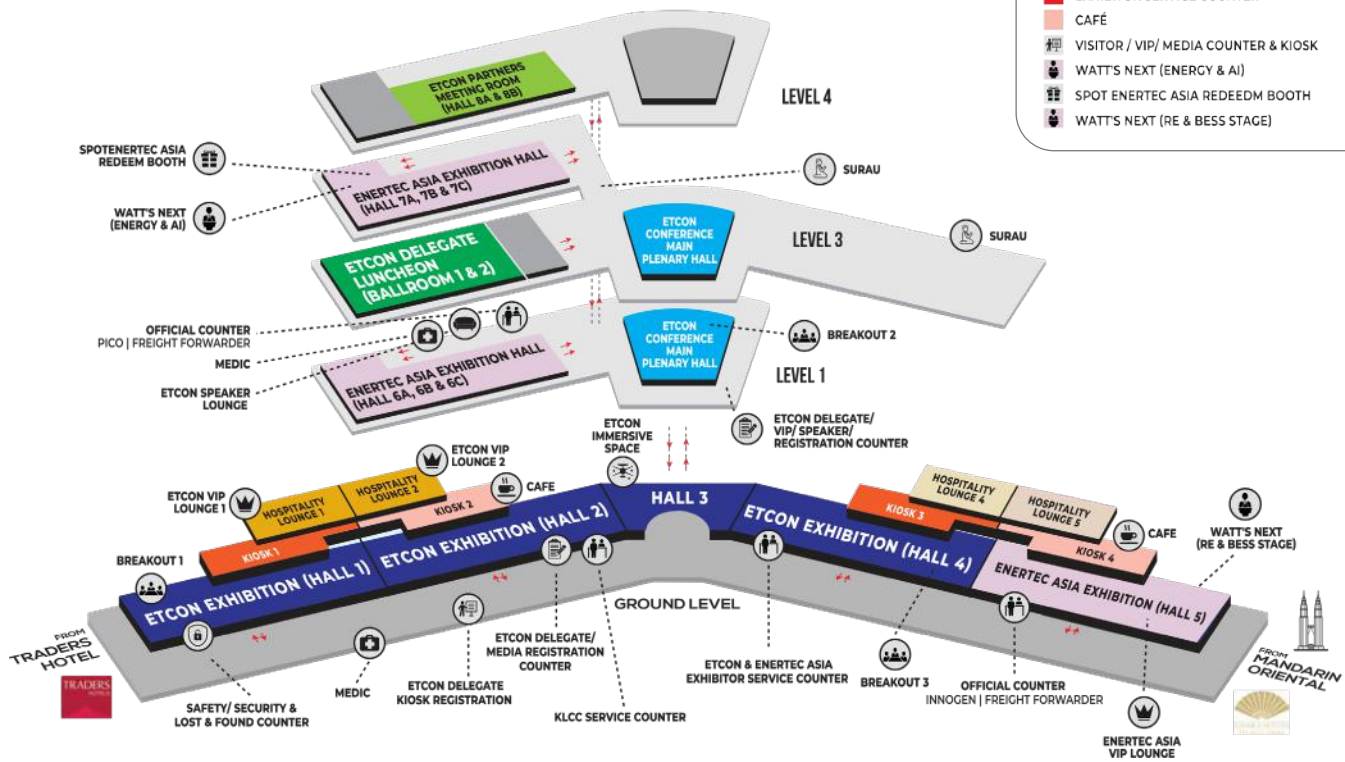 CAFÉ
VISITOR / VIP/ MEDIA COUNTER & KIOSK
WATT'S NEXT (ENERGY & AI)
SPOT ENERTEC ASIA REDEEDM BOOTH
WATT'S NEXT (RE & BESS STAGE)
ETCON PARTNERS
MEETING ROOM
(HALL 8A & 8B)
LEVEL 4
SPOTENERTEC ASIA
REDEEM BOOTH
ENERTEC ASIA EXHIBITION HALL
(HALL 7A, 7B & 7C)
SURAU
WATT'S NEXT
(ENERGY & AI)
ETCON
CONFERENCE
MAIN
PLENARY HALL
LEVEL 3
SURAU
ETCON DELEGATE
LUNCHEON
(BALLROOM 1 & 2)
OFFICIAL COUNTER
PICO | FREIGHT FORWARDER
MEDIC
ETCON SPEAKER
LOUNGE
ENERTEC ASIA EXHIBITION HALL
(HALL 6A, 6B & 6C)
ETCON
CONFERENCE
MAIN
PLENARY HALL
BREAKOUT 2
LEVEL 1
ETCON DELEGATE/
VIP/ SPEAKER/
REGISTRATION COUNTER
ETCON
IMMERSIVE
SPACE
ETCON VIP
LOUNGE 2
ETCON VIP
LOUNGE 1
HOSPITALITY
LOUNGE 1
HOSPITALITY
LOUNGE 2
CAFE
KIOSK 1
KIOSK 2
BREAKOUT 1
ETCON EXHIBITION (HALL 1)
ETCON EXHIBITION (HALL 2)
HALL 3
ETCON EXHIBITION (HALL 4)
KIOSK 3
HOSPITALITY
LOUNGE 4
HOSPITALITY
LOUNGE 5
KIOSK 4
CAFE
WATT'S NEXT
(RE & BESS STAGE)
ENERTEC ASIA EXHIBITION (HALL 5)
GROUND LEVEL
FROM
TRADERS
HOTEL
TRADERS
HOTELS
SAFETY/ SECURITY &
LOST & FOUND COUNTER
MEDIC
ETCON DELEGATE
KIOSK REGISTRATION
ETCON DELEGATE/
MEDIA REGISTRATION
COUNTER
KLCC SERVICE COUNTER
ETCON & ENERTEC ASIA
EXHIBITOR SERVICE COUNTER
BREAKOUT 3
OFFICIAL COUNTER
INNOGEN | FREIGHT FORWARDER
ENERTEC ASIA
VIP LOUNGE
FROM
MANDARIN
ORIENTAL